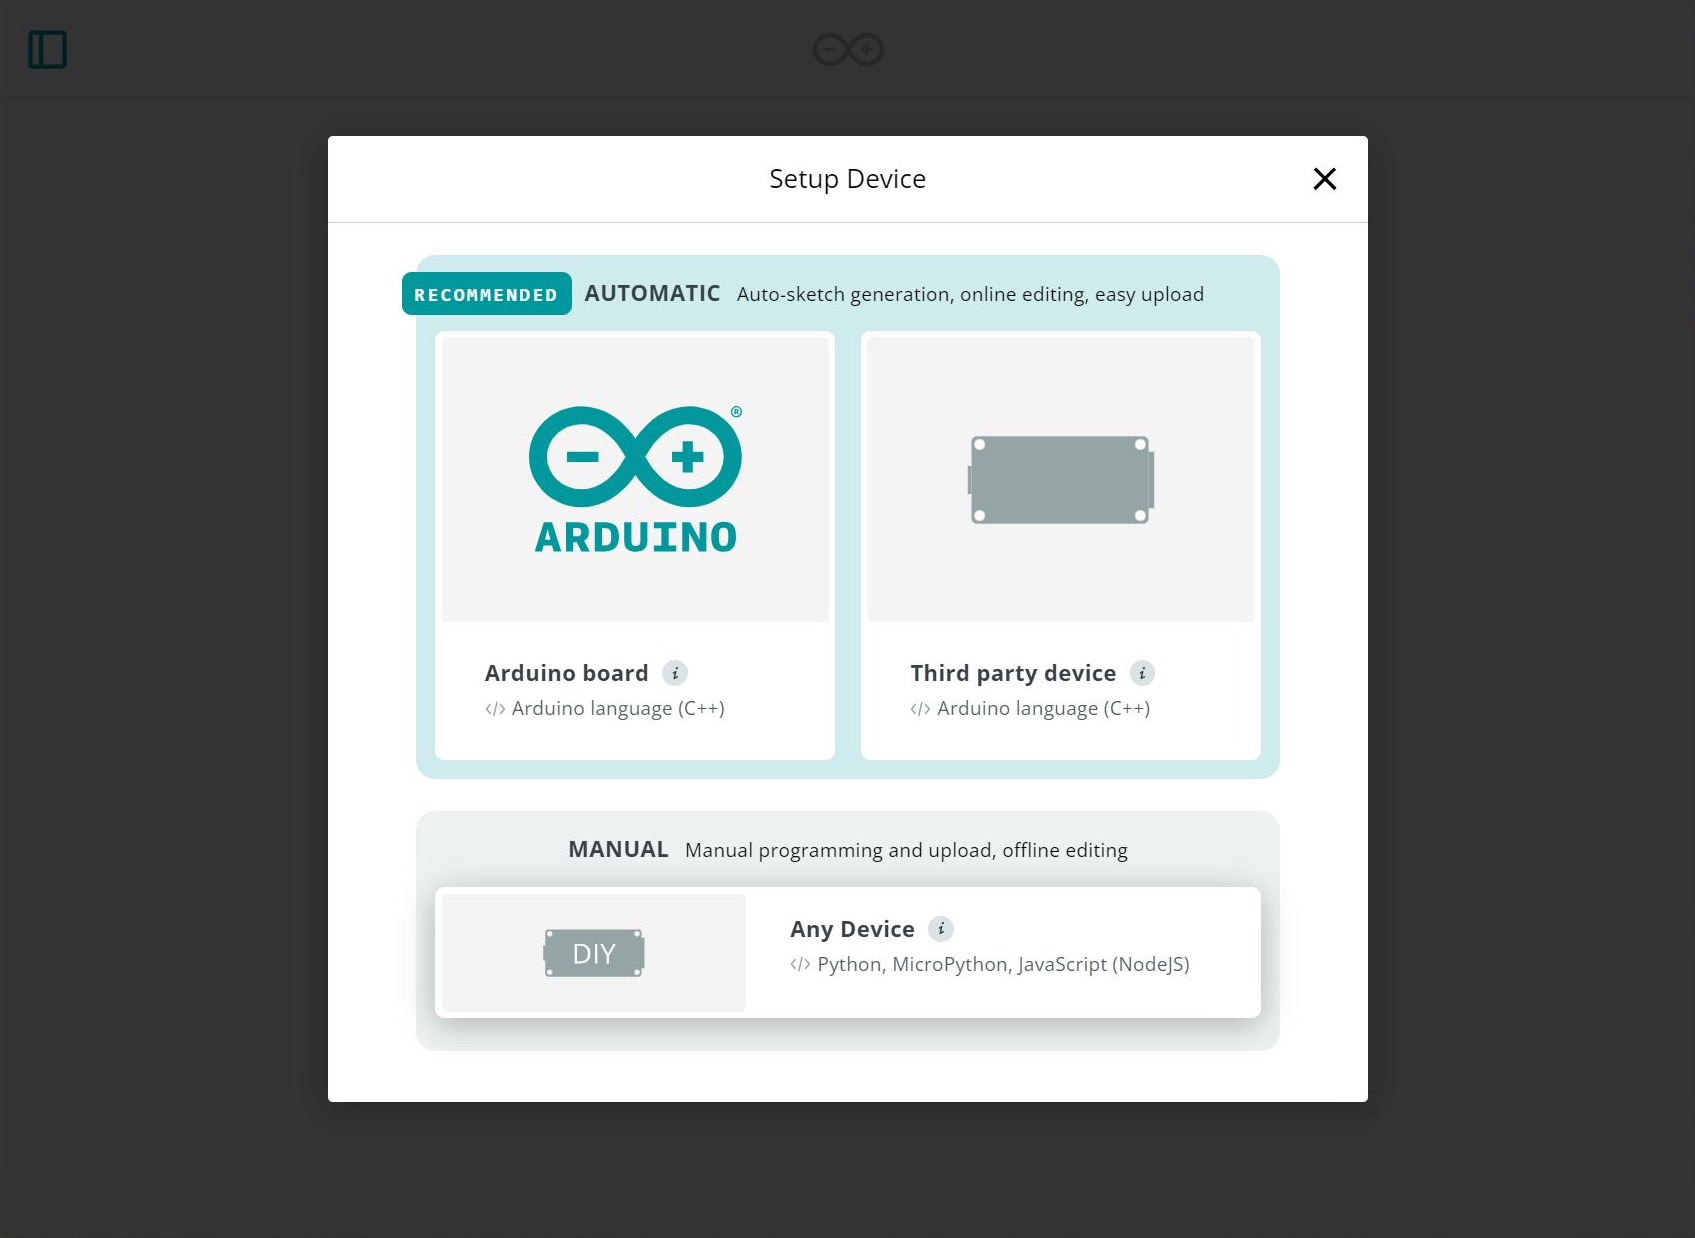 Setup Device
RECOMMENDED AUTOMATIC Auto-sketch generation, online editing, easy upload
ARDUINO
®
Arduino board i
</> Arduino language (C++)
Third party device i
</> Arduino language (C++)
MANUAL Manual programming and upload, offline editing
DIY
Any Device i
</> Python, MicroPython, JavaScript (NodeJS)